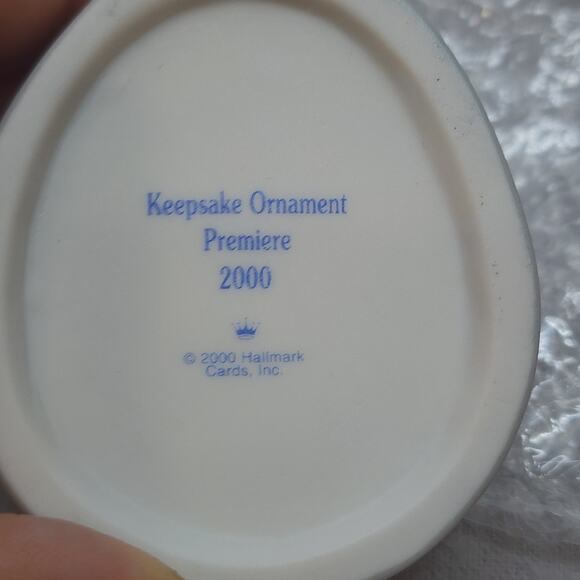 Keepsake Ornament
Premiere
2000
© 2000 Hallmark
Cards, Inc.